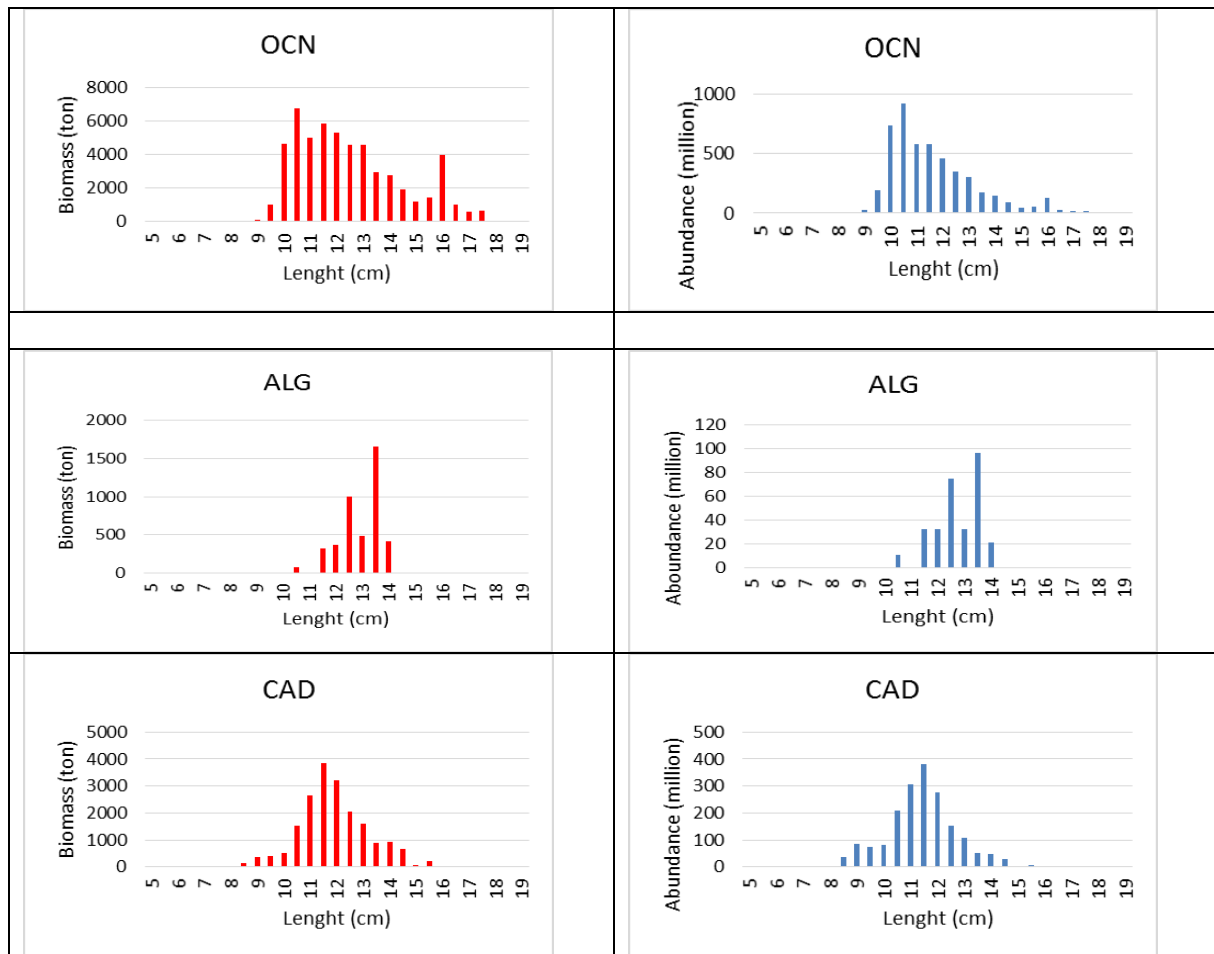 OCN
Biomass (ton)
8000
6000
4000
2000
0
5 6 7 8 9 10 11 12 13 14 15 16 17 18 19
Lenght (cm)
OCN
Abundance (million)
1000
500
0
5 6 7 8 9 10 11 12 13 14 15 16 17 18 19
Lenght (cm)
ALG
Biomass (ton)
2000
1500
1000
500
0
5 6 7 8 9 10 11 12 13 14 15 16 17 18 19
Lenght (cm)
ALG
Aboundance (million)
120
100
80
60
40
20
0
5 6 7 8 9 10 11 12 13 14 15 16 17 18 19
Lenght (cm)
CAD
Biomass (ton)
5000
4000
3000
2000
1000
0
5 6 7 8 9 10 11 12 13 14 15 16 17 18 19
Lenght (cm)
CAD
Abundance (million)
500
400
300
200
100
0
5 6 7 8 9 10 11 12 13 14 15 16 17 18 19
Lenght (cm)